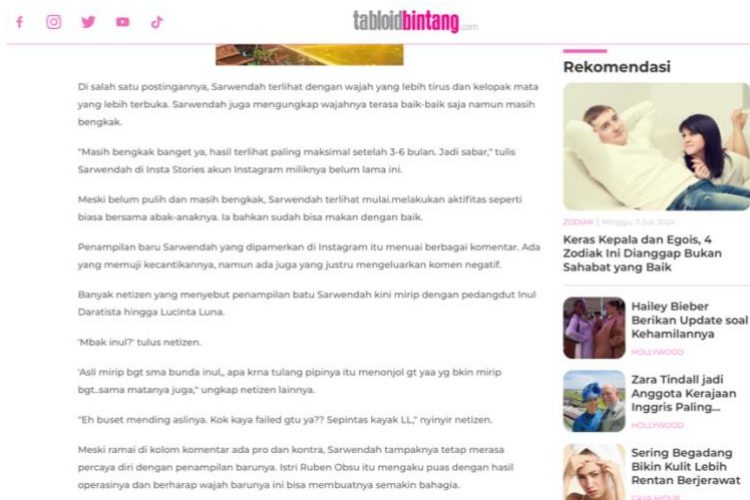 tabloidbintang.com
Di salah satu postingannya, Sarwendah terlihat dengan wajah yang lebih tirus dan kelopak mata
yang lebih terbuka. Sarwendah juga mengungkap wajahnya terasa baik-baik saja namun masih
bengkak.
"Masih bengkak banget ya, hasil terlihat paling maksimal setelah 3-6 bulan. Jadi sabar," tulis
Sarwendah di Insta Stories akun Instagram miliknya belum lama ini.
Meski belum pulih dan masih bengkak, Sarwendah terlihat mulai.melakukan aktifitas seperti
biasa bersama abak-anaknya. Ia bahkan sudah bisa makan dengan baik.
Penampilan baru Sarwendah yang dipamerkan di Instagram itu menuai berbagai komentar. Ada
yang memuji kecantikannya, namun ada juga yang justru mengeluarkan komen negatif.
Banyak netizen yang menyebut penampilan batu Sarwendah kini mirip dengan pedangdut Inul
Daratista hingga Lucinta Luna.
'Mbak inul?' tulus netizen.
'Asli mirip bgt sma bunda inul,, apa krna tulang pipinya itu menonjol gt yaa yg bkin mirip
bgt..sama matanya juga," ungkap netizen lainnya.
"Eh buset mending aslinya. Kok kaya failed gtu ya?? Sepintas kayak LL," nyinyir netizen.
Meski ramai di kolom komentar ada pro dan kontra, Sarwendah tampaknya tetap merasa
percaya diri dengan penampilan barunya. Istri Ruben Obsu itu mengaku puas dengan hasil
operasinya dan berharap wajah barunya ini bisa membuatnya semakin bahagia.
Rekomendasi
ZODIAK | Minggu, 7 Juli 2024
Keras Kepala dan Egois, 4
Zodiak Ini Dianggap Bukan
Sahabat yang Baik
Hailey Bieber
Berikan Update soal
Kehamilannya
HOLLYWOOD
Zara Tindall jadi
Anggota Kerajaan
Inggris Paling...
HOLLYWOOD
Sering Begadang
Bikin Kulit Lebih
Rentan Berjerawat
GAYA HIDUP